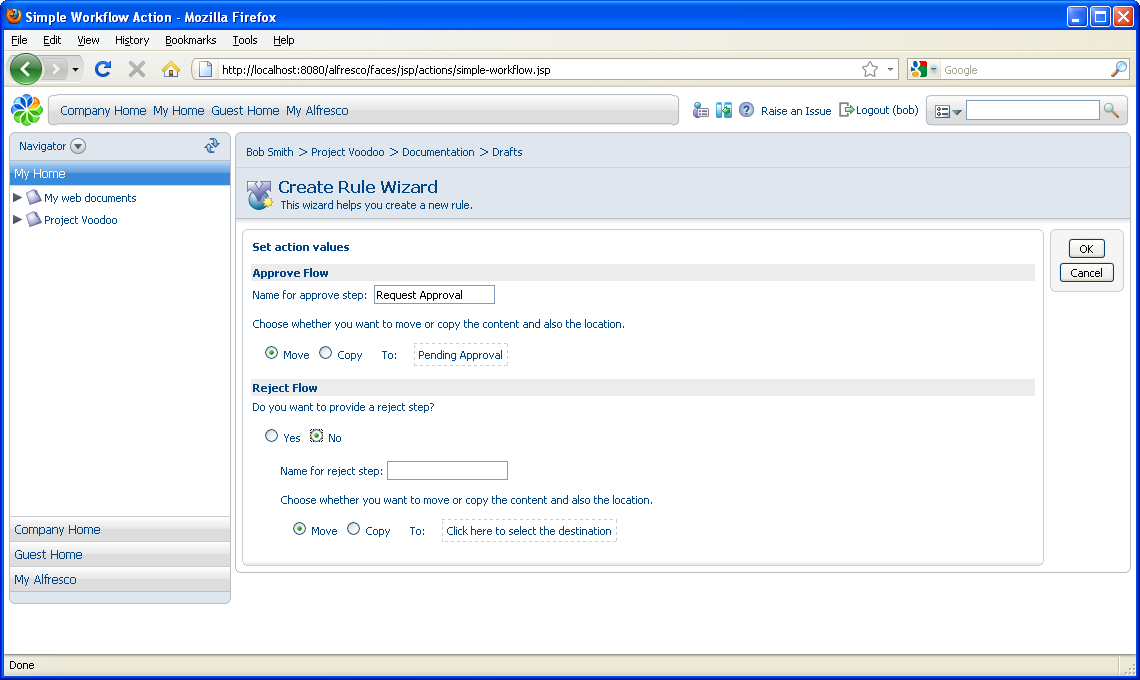 Simple Workflow Action - Mozilla Firefox
File Edit View History Bookmarks Tools Help
http://localhost:8080/alfresco/faces/jsp/actions/simple-workflow.jsp
Google
Company Home My Home Guest Home My Alfresco
Raise an Issue Logout (bob)
Navigator
My Home
My web documents
Project Voodoo
Company Home
Guest Home
My Alfresco
Bob Smith > Project Voodoo > Documentation > Drafts
Create Rule Wizard
This wizard helps you create a new rule.
Set action values
Approve Flow
Name for approve step: Request Approval
Choose whether you want to move or copy the content and also the location.
Move Copy To: Pending Approval
Reject Flow
Do you want to provide a reject step?
Yes No
Name for reject step:
Choose whether you want to move or copy the content and also the location.
Move Copy To: Click here to select the destination
OK
Cancel
Done